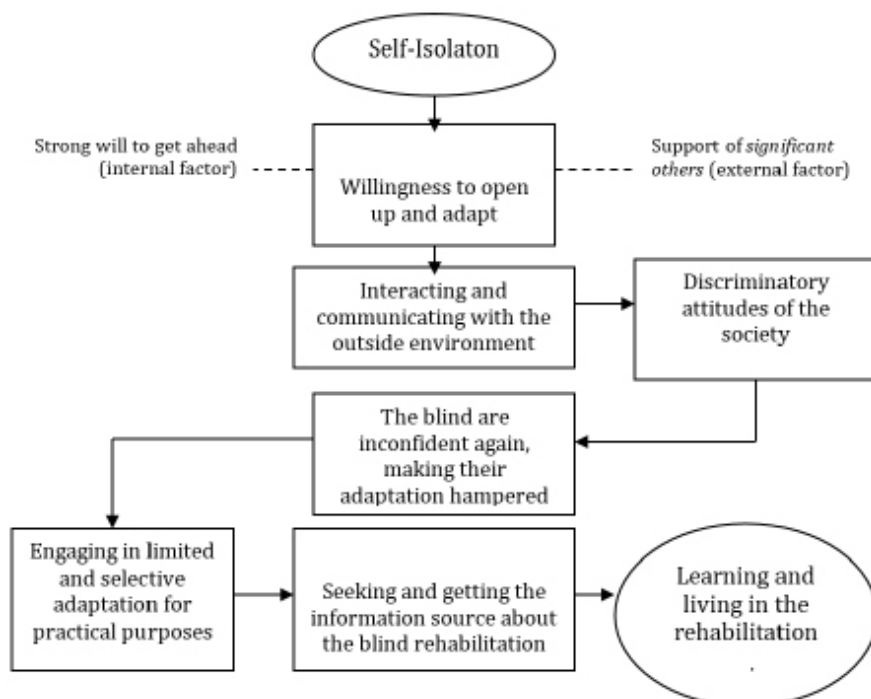 Self-Isolaton
Strong will to get ahead
(internal factor)
Support of significant
others (external factor)
Willingness to open
up and adapt
Interacting and
communicating with the
outside environment
Discriminatory
attitudes of the
society
The blind are
inconfident again,
making their
adaptation hampered
Engaging in limited
and selective
adaptation for
practical purposes
Seeking and getting the
information source about
the blind rehabilitation
Learning and
living in the
rehabilitation
.